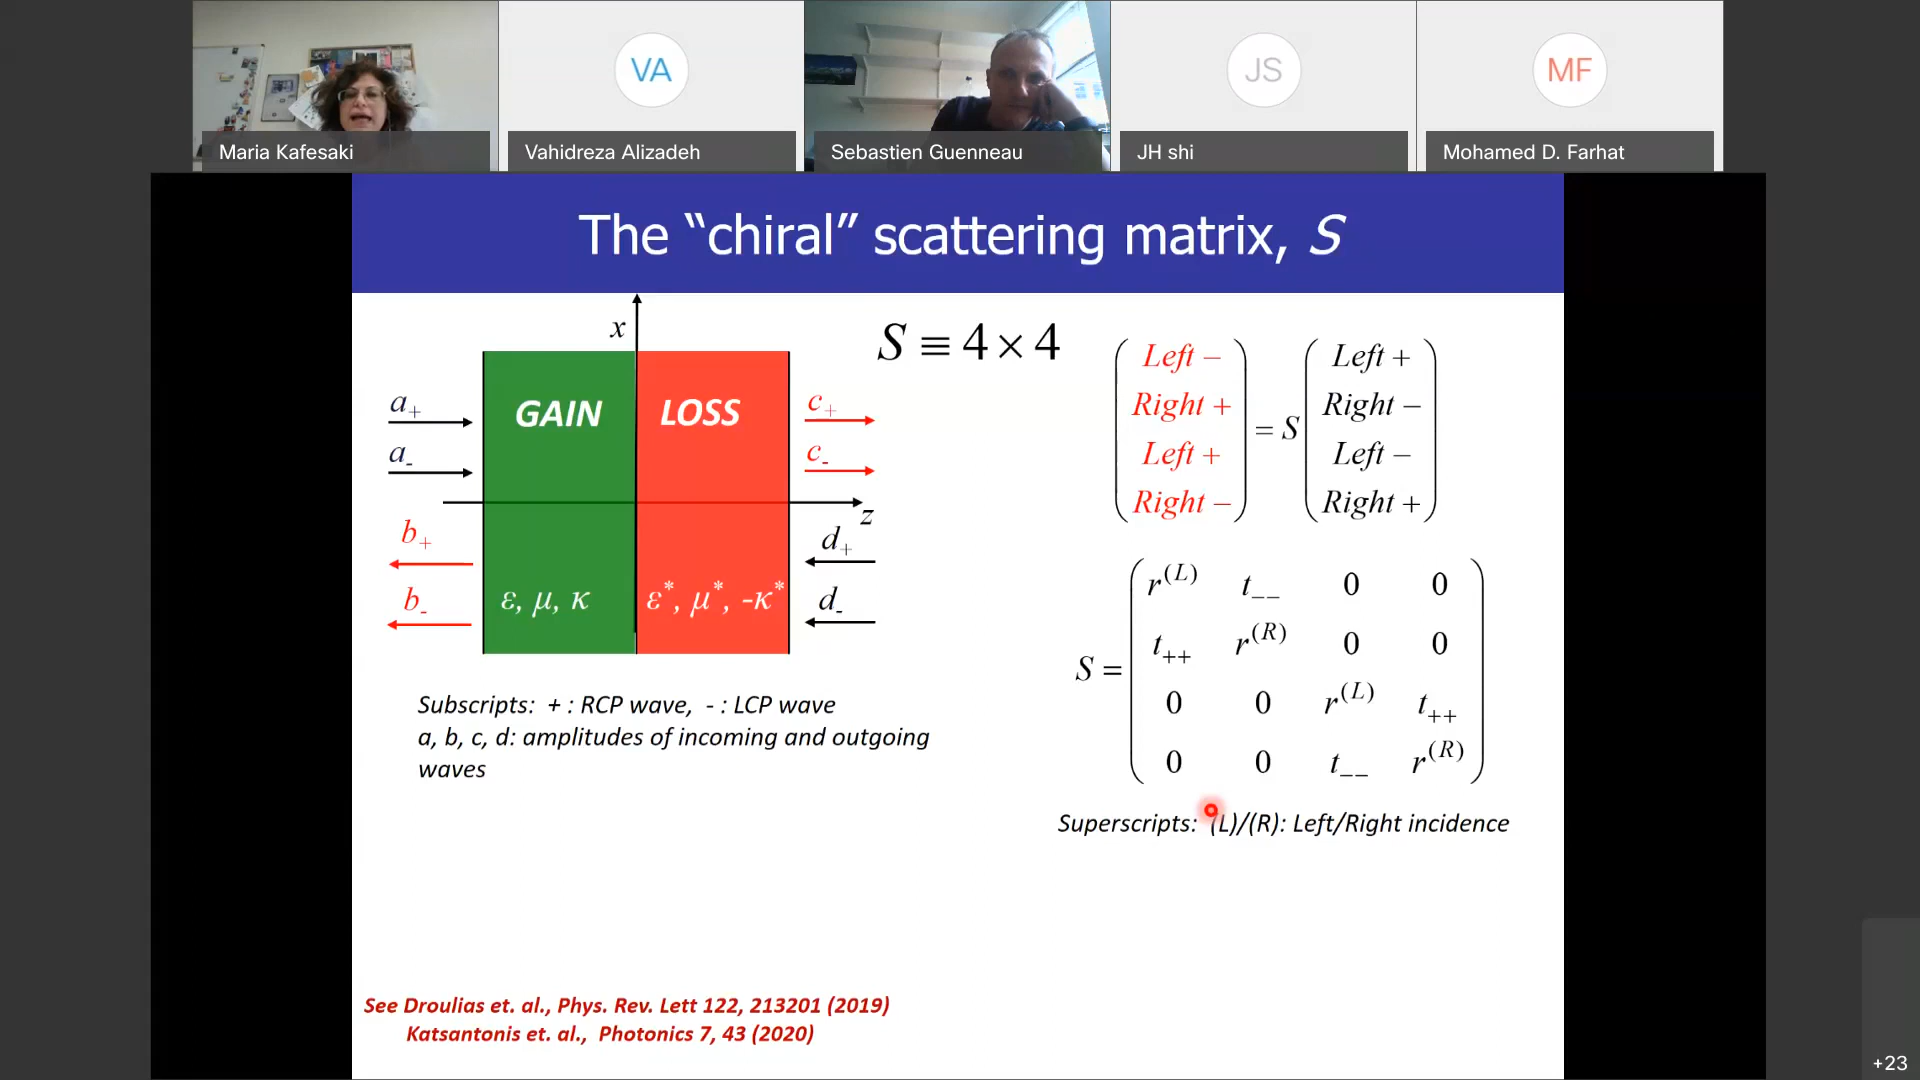 VA
JS
MF
Maria Kafesaki
Vahidreza Alizadeh
Sebastien Guenneau
JH shi
Mohamed D. Farhat
The “chiral” scattering matrix, S
x
S ≡ 4 × 4
GAIN
LOSS
a+
a-
c+
c-
z
b+
b-
d+
d-
ε, μ, κ
ε*, μ*, -κ*
Left −
Right +
Left +
Right −
= S
Left +
Right −
Left −
Right +
S =
r(L) t−− 0 0
t++ r(R) 0 0
0 0 r(L) t++
0 0 t−− r(R)
Subscripts: + : RCP wave, - : LCP wave
a, b, c, d: amplitudes of incoming and outgoing
waves
Superscripts: (L)/(R): Left/Right incidence
See Droulias et. al., Phys. Rev. Lett 122, 213201 (2019)
Katsantonis et. al., Photonics 7, 43 (2020)
+23